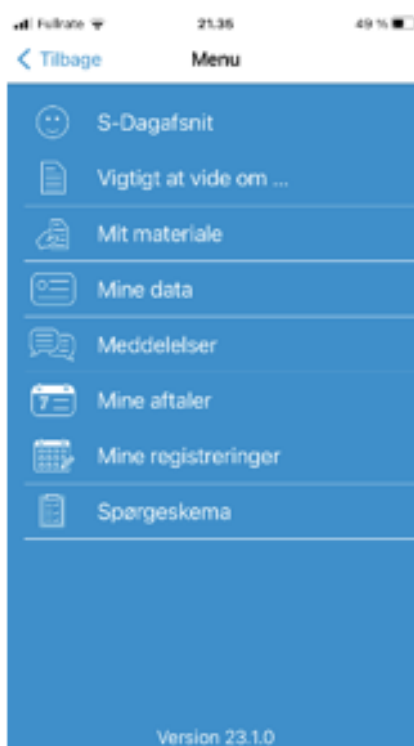 Fullrate 21.35 49 %
Tilbage Menu
S-Dagafsnit
Vigtigt at vide om ...
Mit materiale
Mine data
Meddelelser
7
Mine aftaler
Mine registreringer
Spørgeskema
Version 23.1.0